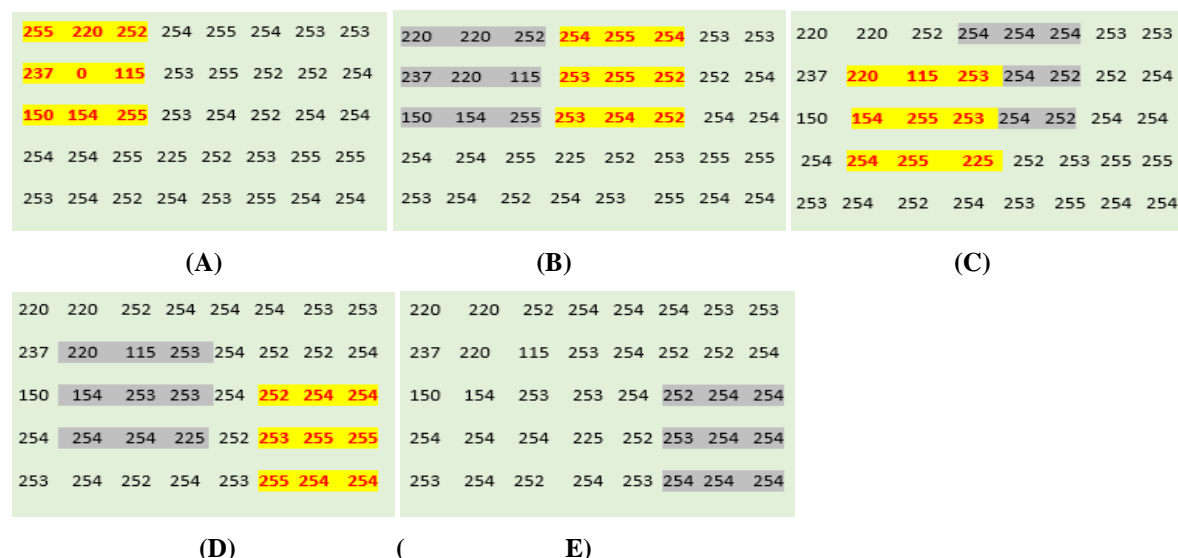 255 220 252 254 255 254 253 253
237 0 115 253 255 252 252 254
150 154 255 253 254 252 254 254
254 254 255 225 252 253 255 255
253 254 252 254 253 255 254 254
(A)
220 220 252 254 255 254 253 253
237 220 115 253 255 252 252 254
150 154 255 253 254 252 254 254
254 254 255 225 252 253 255 255
253 254 252 254 253 255 254 254
(B)
220 220 252 254 254 254 253 253
237 220 115 253 254 252 252 254
150 154 255 253 254 252 254 254
254 254 255 225 252 253 255 255
253 254 252 254 253 255 254 254
(C)
220 220 252 254 254 254 253 253
237 220 115 253 254 252 252 254
150 154 253 253 254 252 254 254
254 254 254 225 252 253 255 255
253 254 252 254 253 255 254 254
(D)
220 220 252 254 254 254 253 253
237 220 115 253 254 252 252 254
150 154 253 253 254 252 254 254
254 254 254 225 252 253 254 254
253 254 252 254 253 254 254 254
( E)